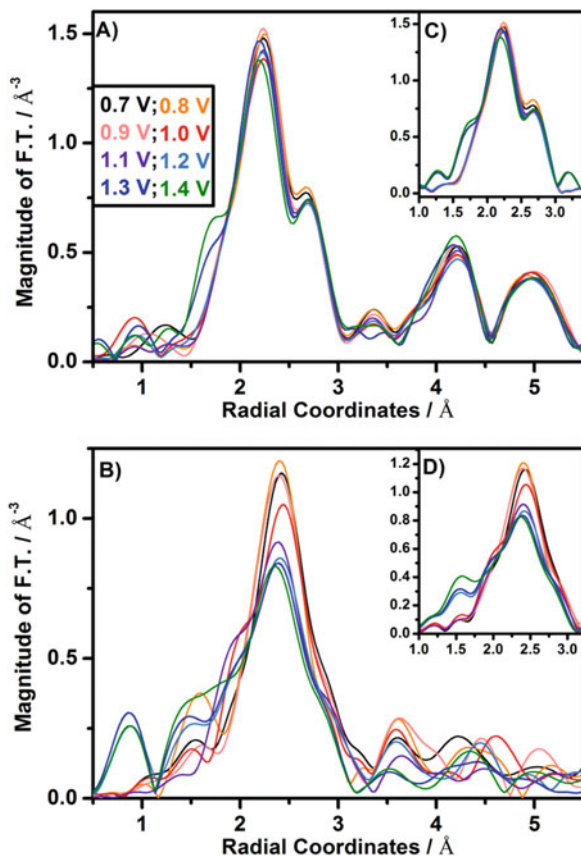 A)
C)
1.5
1.0
0.5
0.0
Magnitude of F.T. / Å⁻³
0.7 V;0.8 V
0.9 V;1.0 V
1.1 V;1.2 V
1.3 V;1.4 V
1.50
1.25
0.75
0.50
0.0
1.0 1.5 2.0 2.5 3.0
1 2 3 4 5
Radial Coordinates / Å
B)
D)
1.0
0.5
0.0
Magnitude of F.T. / Å⁻³
1.2
1.0
0.8
0.6
0.4
0.2
0.0
1.0 1.5 2.0 2.5 3.0
1 2 3 4 5
Radial Coordinates / Å